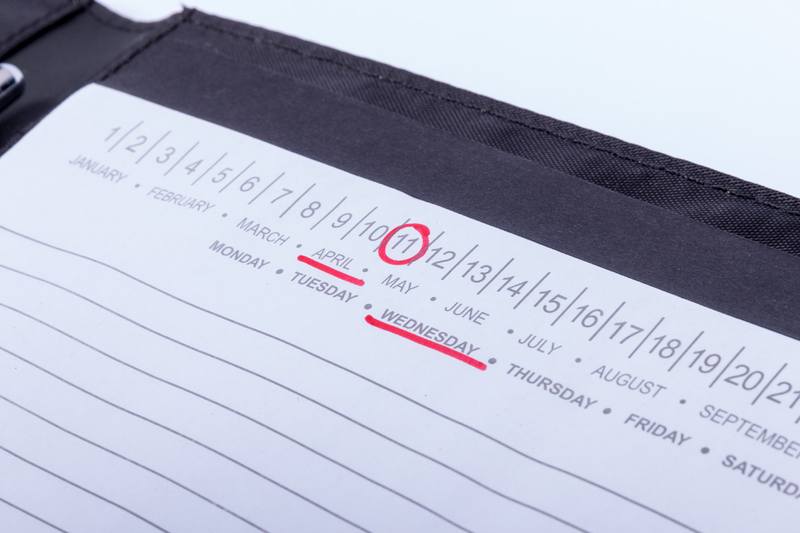 1|2|3|4|5|6|7|8|9|10|11|12|13|14|15|16|17|18|19|20|21
JANUARY • FEBRUARY • MARCH • APRIL • MAY • JUNE • JULY • AUGUST • SEPTEMBER
MONDAY • TUESDAY • WEDNESDAY • THURSDAY • FRIDAY • SATURDA